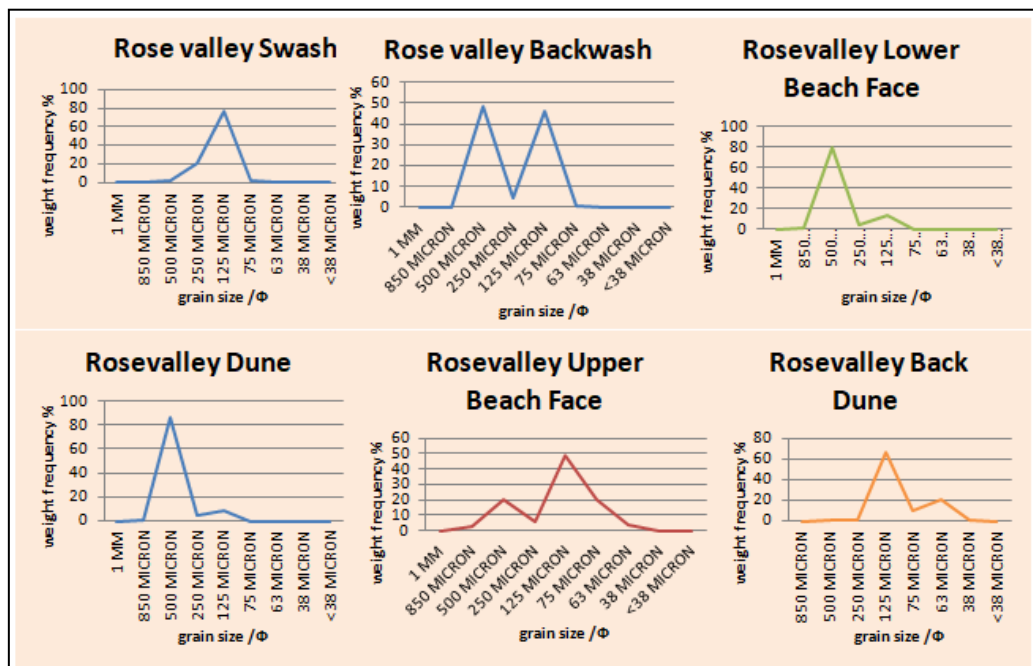 Rose valley Swash
weight frequency %
100
80
60
40
20
0
1 MM
850 MICRON
500 MICRON
250 MICRON
125 MICRON
75 MICRON
63 MICRON
38 MICRON
<38 MICRON
grain size /Φ
Rose valley Backwash
weight frequency %
60
50
40
30
20
10
0
1 MM
850 MICRON
500 MICRON
250 MICRON
125 MICRON
75 MICRON
63 MICRON
38 MICRON
<38 MICRON
grain size /Φ
Rosevalley Lower
Beach Face
weight frequency %
100
80
60
40
20
0
1 MM
850..
500..
250..
125..
75..
63..
38..
<38..
grain size /Φ
Rosevalley Dune
weight frequency %
100
80
60
40
20
0
1 MM
850 MICRON
500 MICRON
250 MICRON
125 MICRON
75 MICRON
63 MICRON
38 MICRON
<38 MICRON
grain size /Φ
Rosevalley Upper
Beach Face
weight frequency %
60
50
40
30
20
10
0
1 MM
850 MICRON
500 MICRON
250 MICRON
125 MICRON
75 MICRON
63 MICRON
38 MICRON
<38 MICRON
grain size /Φ
Rosevalley Back
Dune
weight frequency %
80
60
40
20
0
850 MICRON
500 MICRON
250 MICRON
125 MICRON
75 MICRON
63 MICRON
38 MICRON
<38 MICRON
grain size /Φ